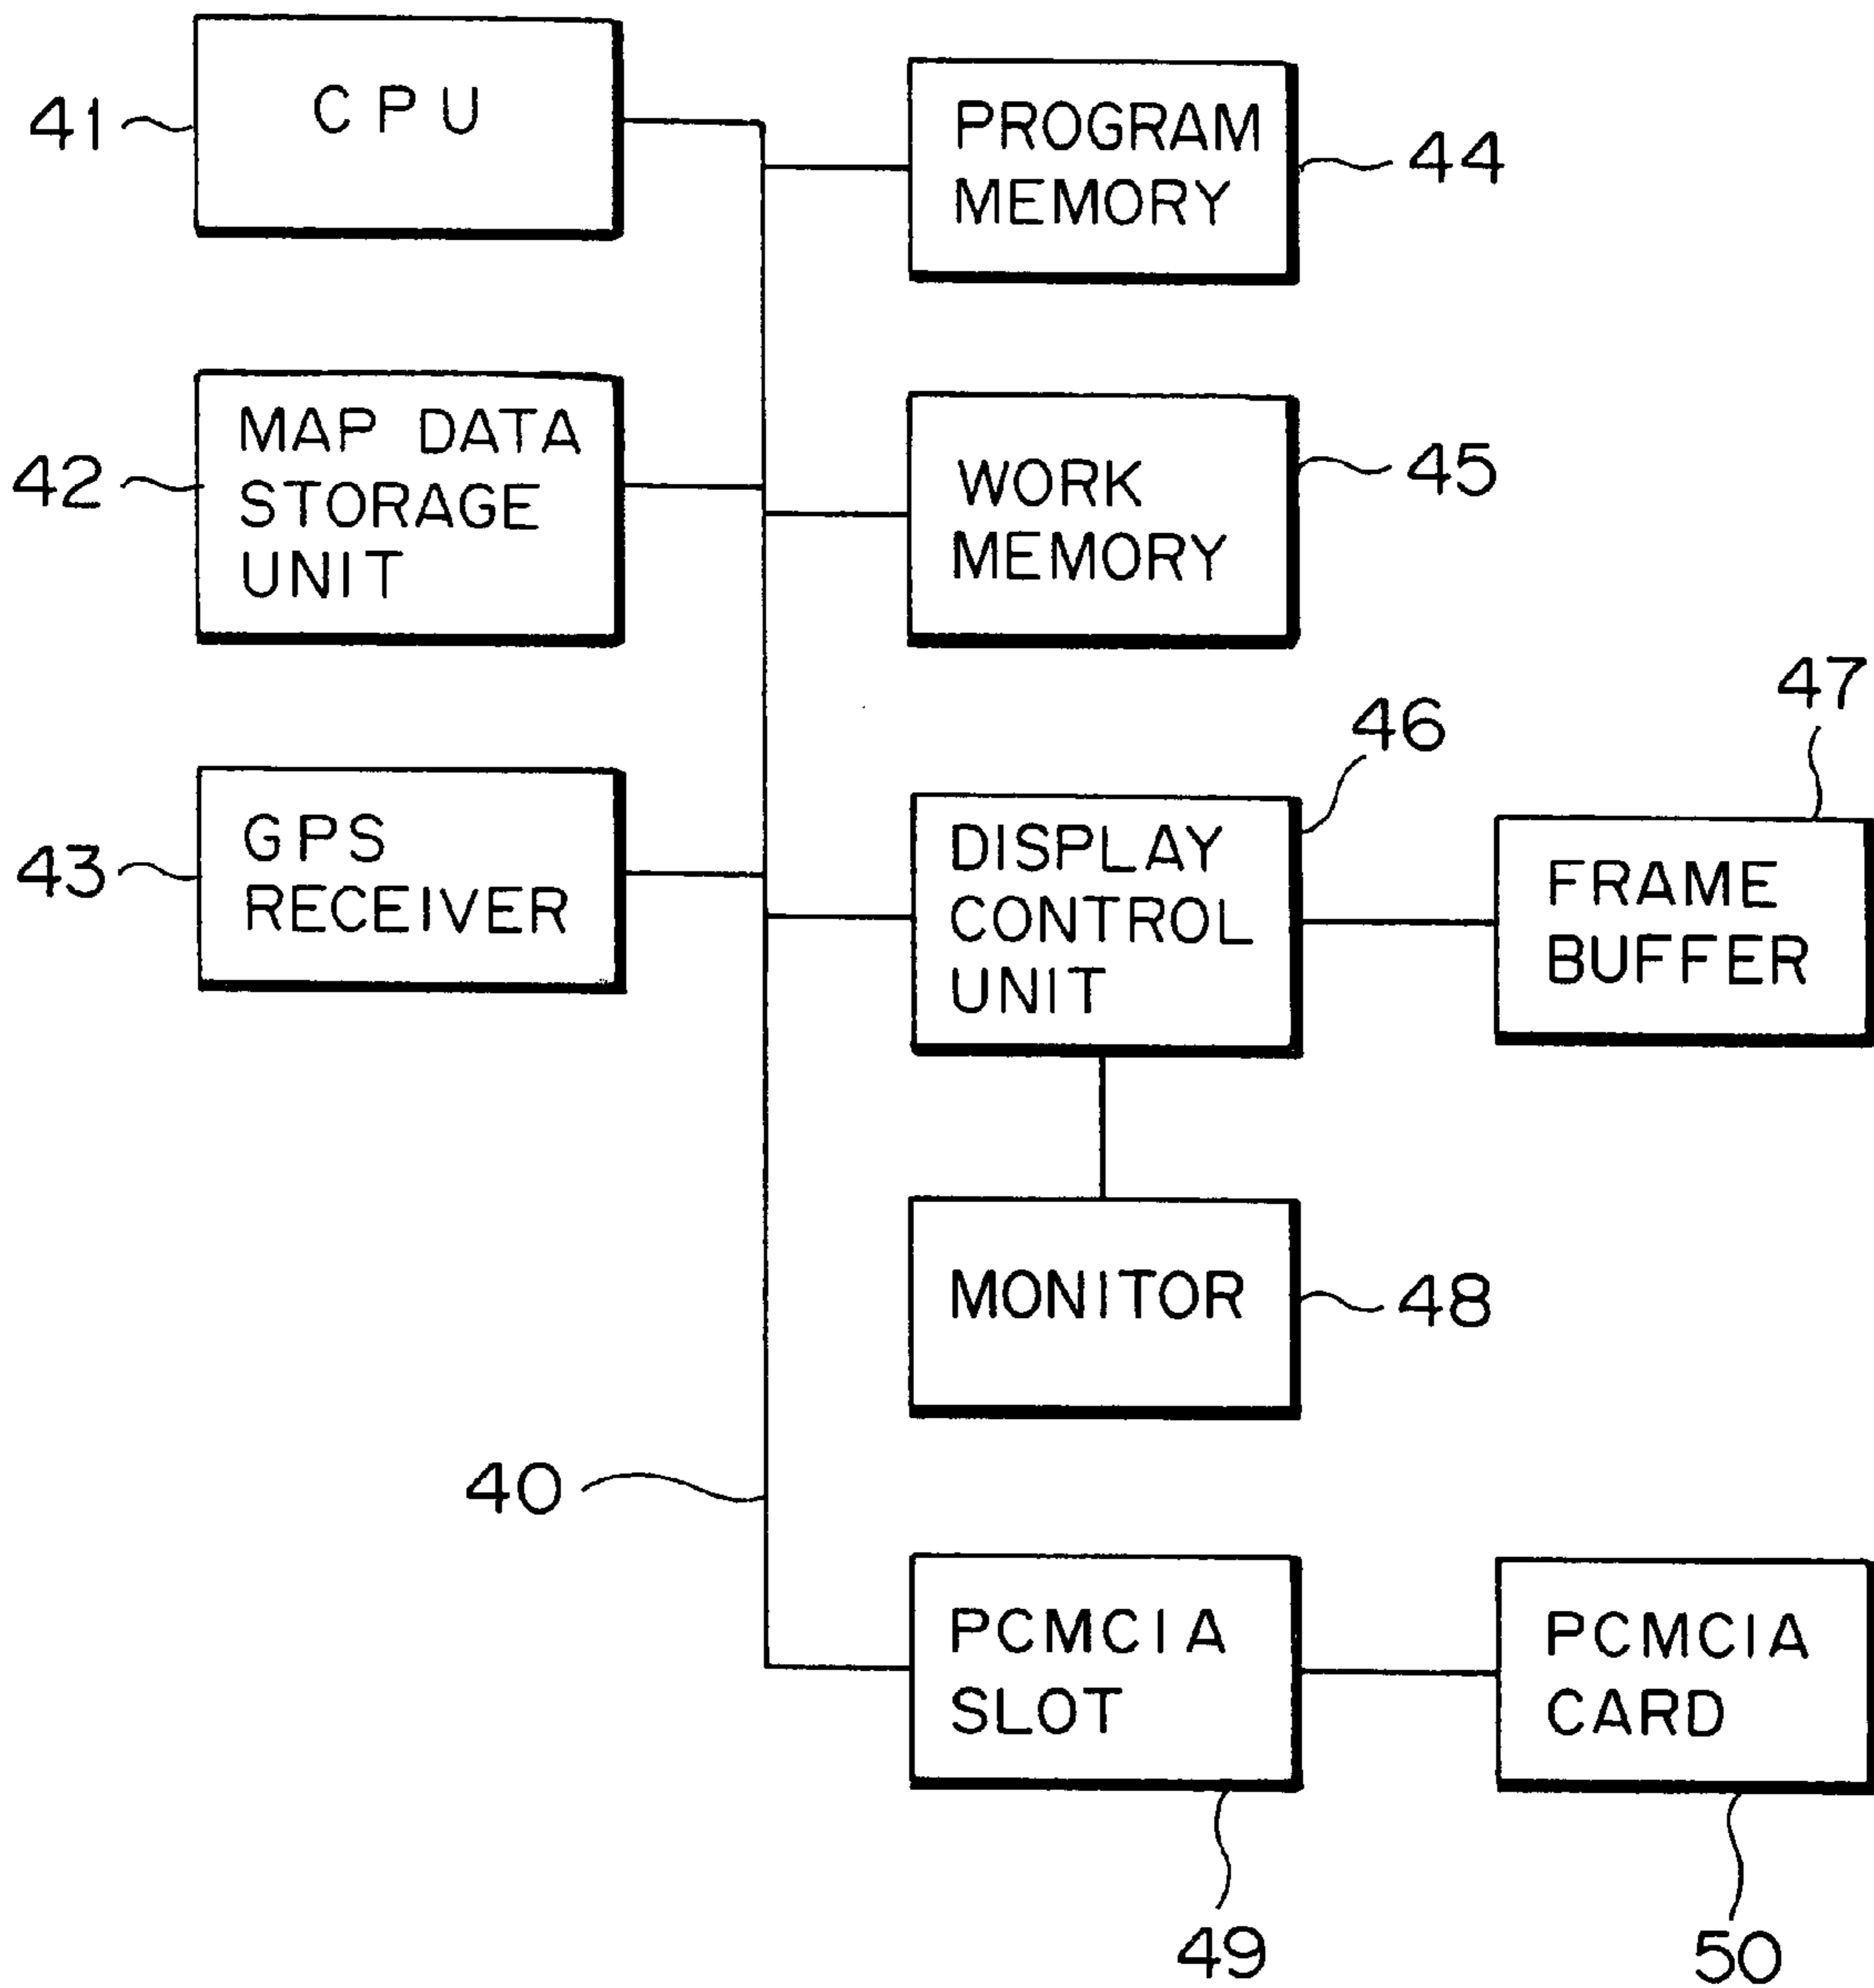 CPU
41
PROGRAM
MEMORY
44
MAP DATA
STORAGE
UNIT
42
WORK
MEMORY
45
GPS
RECEIVER
43
DISPLAY
CONTROL
UNIT
46
FRAME
BUFFER
47
MONITOR
48
40
PCMCIA
SLOT
49
PCMCIA
CARD
50